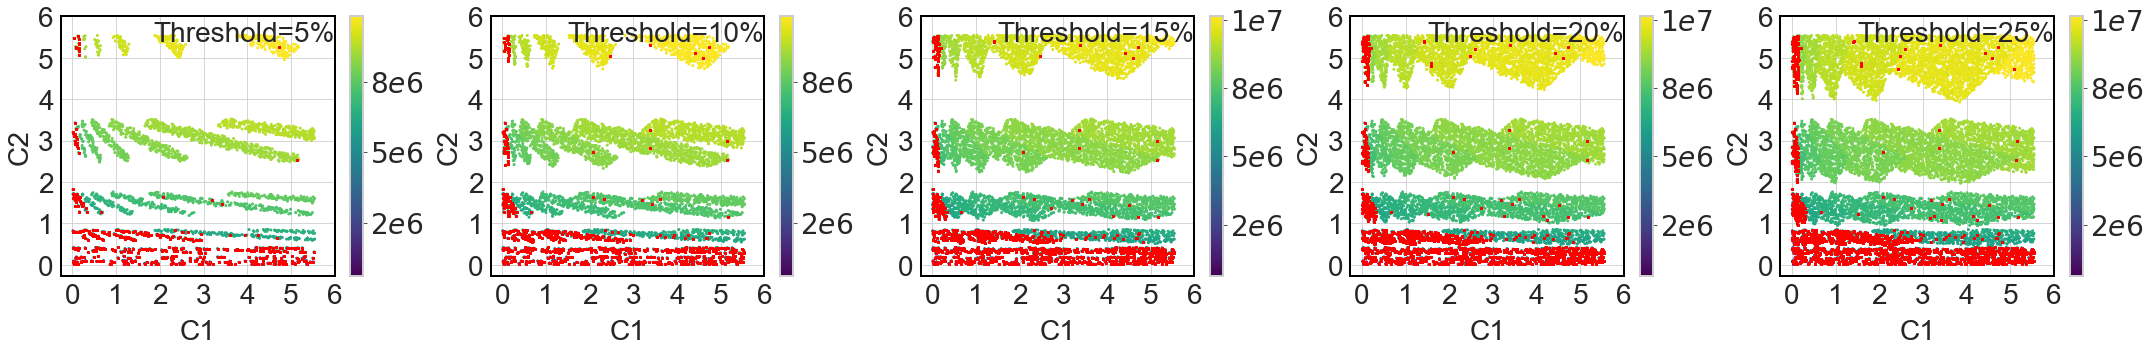 Threshold=5%
6
5
4
3
2
1
0
C2
0 1 2 3 4 5 6
C1
8e6
5e6
2e6
Threshold=10%
6
5
4
3
2
1
0
C2
0 1 2 3 4 5 6
C1
8e6
5e6
2e6
Threshold=15%
6
5
4
3
2
1
0
C2
0 1 2 3 4 5 6
C1
1e7
8e6
5e6
2e6
Threshold=20%
6
5
4
3
2
1
0
C2
0 1 2 3 4 5 6
C1
1e7
8e6
5e6
2e6
Threshold=25%
6
5
4
3
2
1
0
C2
0 1 2 3 4 5 6
C1
1e7
8e6
5e6
2e6